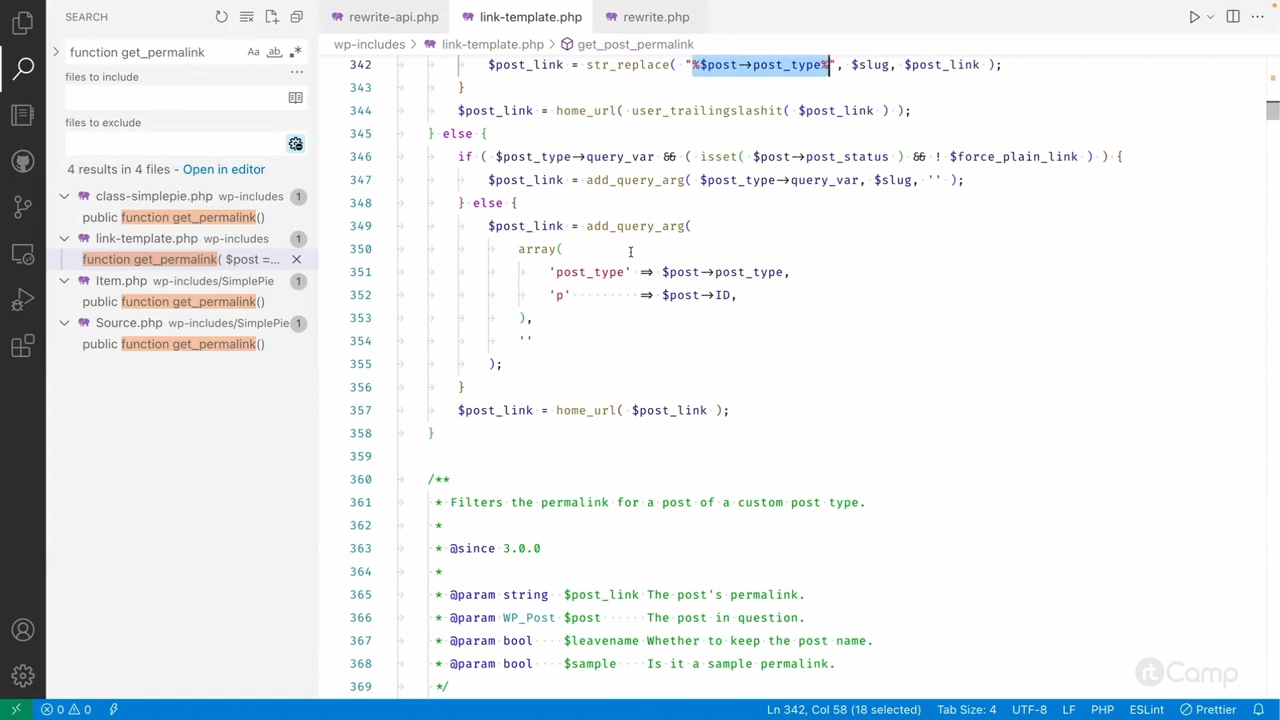 SEARCH
function get_permalink
Aa
ab
files to include
files to exclude
4 results in 4 files - Open in editor
class-simplepie.php wp-includes 1
public function get_permalink()
link-template.php wp-includes 1
function get_permalink( $post =...
Item.php wp-includes/SimplePie 1
public function get_permalink()
Source.php wp-includes/SimplePie 1
public function get_permalink()
rewrite-api.php
link-template.php
rewrite.php
wp-includes > link-template.php > get_post_permalink
342 $post_link = str_replace( "%$post->post_type%", $slug, $post_link );
343 }
344 $post_link = home_url( user_trailingslashit( $post_link ) );
345 } else {
346 if ( $post_type->query_var && ( isset( $post->post_status ) && ! $force_plain_link ) ) {
347 $post_link = add_query_arg( $post_type->query_var, $slug, '' );
348 } else {
349 $post_link = add_query_arg(
350 array(
351 'post_type' => $post->post_type,
352 'p' => $post->ID,
353 ),
354 ''
355 );
356 }
357 $post_link = home_url( $post_link );
358 }
359
360 /**
361 * Filters the permalink for a post of a custom post type.
362 *
363 * @since 3.0.0
364 *
365 * @param string $post_link The post's permalink.
366 * @param WP_Post $post The post in question.
367 * @param bool $leavename Whether to keep the post name.
368 * @param bool $sample Is it a sample permalink.
369 */
rtCamp
0 0
Ln 342, Col 58 (18 selected) Tab Size: 4 UTF-8 LF PHP ESLint Prettier